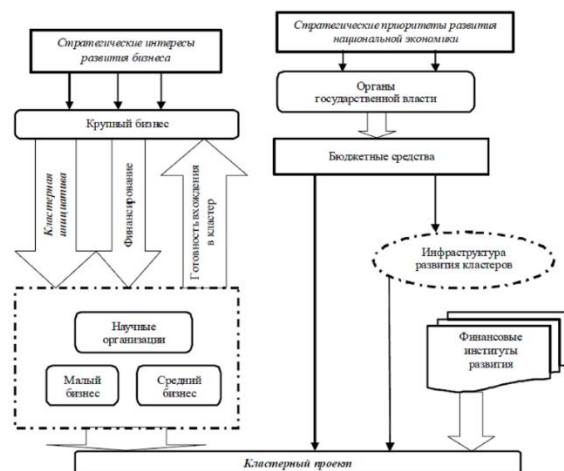 Стратегические интересы
развития бизнеса
Стратегические приоритеты развития
национальной экономики
Органы
государственной власти
Крупный бизнес
Бюджетные средства
Кластерная
инициатива
Финансирование
Готовность вхождения
в кластер
Инфраструктура
развития кластеров
Научные
организации
Финансовые
институты
развития
Малый
бизнес
Средний
бизнес
Кластерный проект